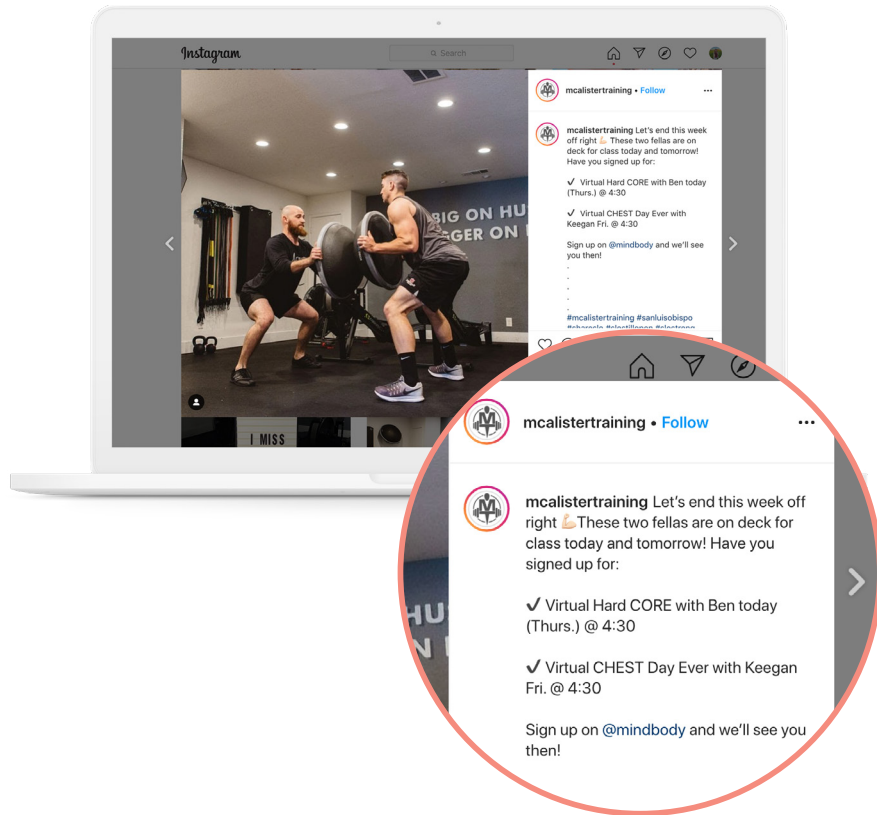 Instagram
Search
mcalistertraining • Follow
BIG ON HU
GGER ON
mcalistertraining Let's end this week
off right 💪🏻 These two fellas are on
deck for class today and tomorrow!
Have you signed up for:
✔ Virtual Hard CORE with Ben today
(Thurs.) @ 4:30
✔ Virtual CHEST Day Ever with
Keegan Fri. @ 4:30
Sign up on @mindbody and we'll see
you then!
.
.
.
.
.
#mcalistertraining #sanluisobispo
I MISS
mcalistertraining • Follow
mcalistertraining Let's end this week off
right 💪🏻These two fellas are on deck for
class today and tomorrow! Have you
signed up for:
✔ Virtual Hard CORE with Ben today
(Thurs.) @ 4:30
✔ Virtual CHEST Day Ever with Keegan
Fri. @ 4:30
Sign up on @mindbody and we'll see you
then!
HU
N